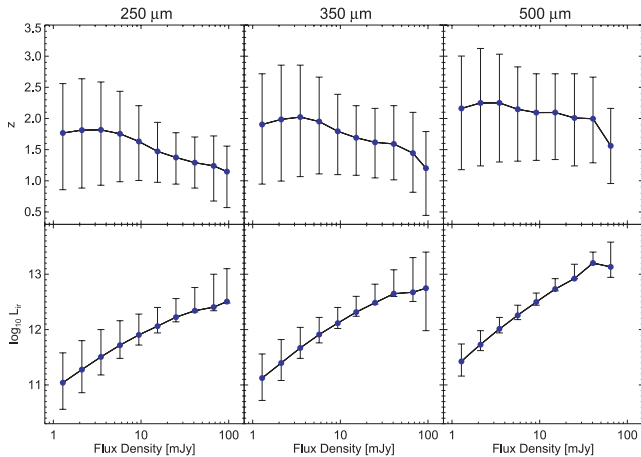 250 μm
350 μm
500 μm
3.5
3.0
2.5
2.0
1.5
1.0
0.5
z
13
12
11
log₁₀ L_ir
1 10 100
1 10 100
1 10 100
Flux Density [mJy]
Flux Density [mJy]
Flux Density [mJy]